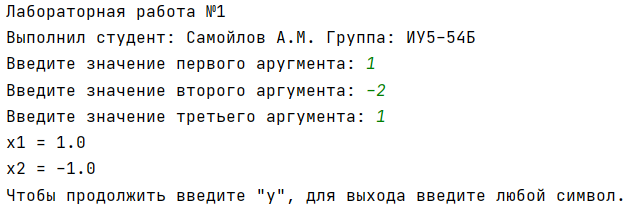 Лабораторная работа №1
Выполнил студент: Самойлов А.М. Группа: ИУ5-54Б
Введите значение первого аругмента: 1
Введите значение второго аргумента: -2
Введите значение третьего аргумента: 1
x1 = 1.0
x2 = -1.0
Чтобы продолжить введите "y", для выхода введите любой символ.